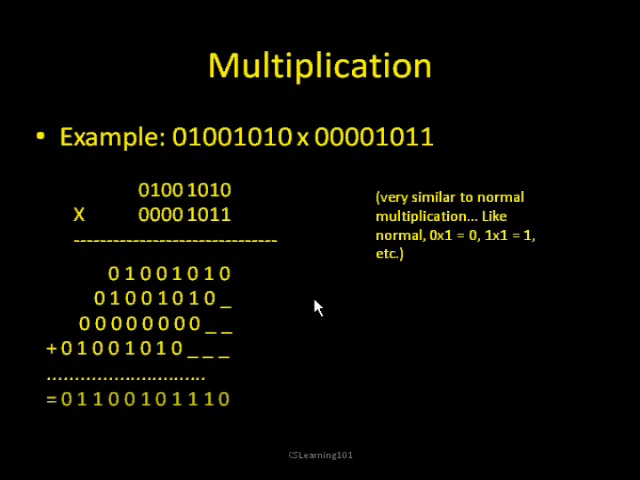 Multiplication
• Example: 01001010 x 00001011
0100 1010
X 0000 1011
-------------------------------
0 1 0 0 1 0 1 0
0 1 0 0 1 0 1 0 _
0 0 0 0 0 0 0 0 _ _
+ 0 1 0 0 1 0 1 0 _ _ _
..............................
= 0 1 1 0 0 1 0 1 1 1 0
(very similar to normal
multiplication... Like
normal, 0x1 = 0, 1x1 = 1,
etc.)
CSLearning101